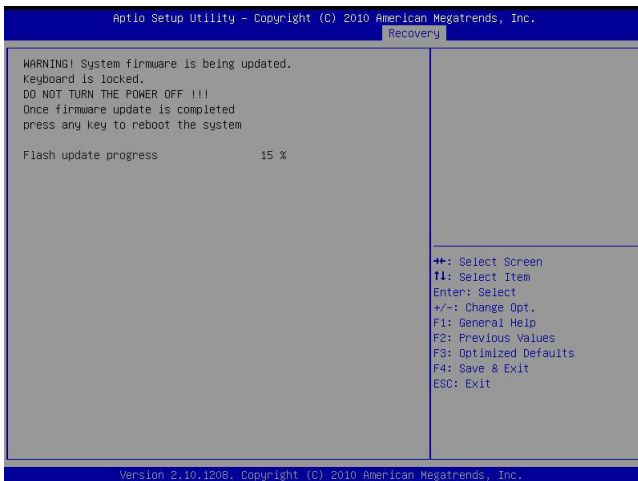 Aptio Setup Utility – Copyright (C) 2010 American Megatrends, Inc.
Recovery
WARNING! System firmware is being updated.
Keyboard is locked.
DO NOT TURN THE POWER OFF !!!
Once firmware update is completed
press any key to reboot the system
Flash update progress 15 %
→←: Select Screen
↑↓: Select Item
Enter: Select
+/-: Change Opt.
F1: General Help
F2: Previous Values
F3: Optimized Defaults
F4: Save & Exit
ESC: Exit
Version 2.10.1208. Copyright (C) 2010 American Megatrends, Inc.